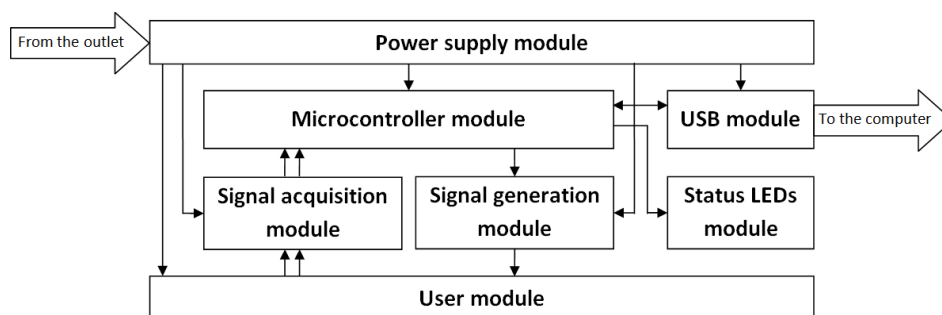 From the outlet
Power supply module
Microcontroller module
USB module
To the computer
Signal acquisition
module
Signal generation
module
Status LEDs
module
User module